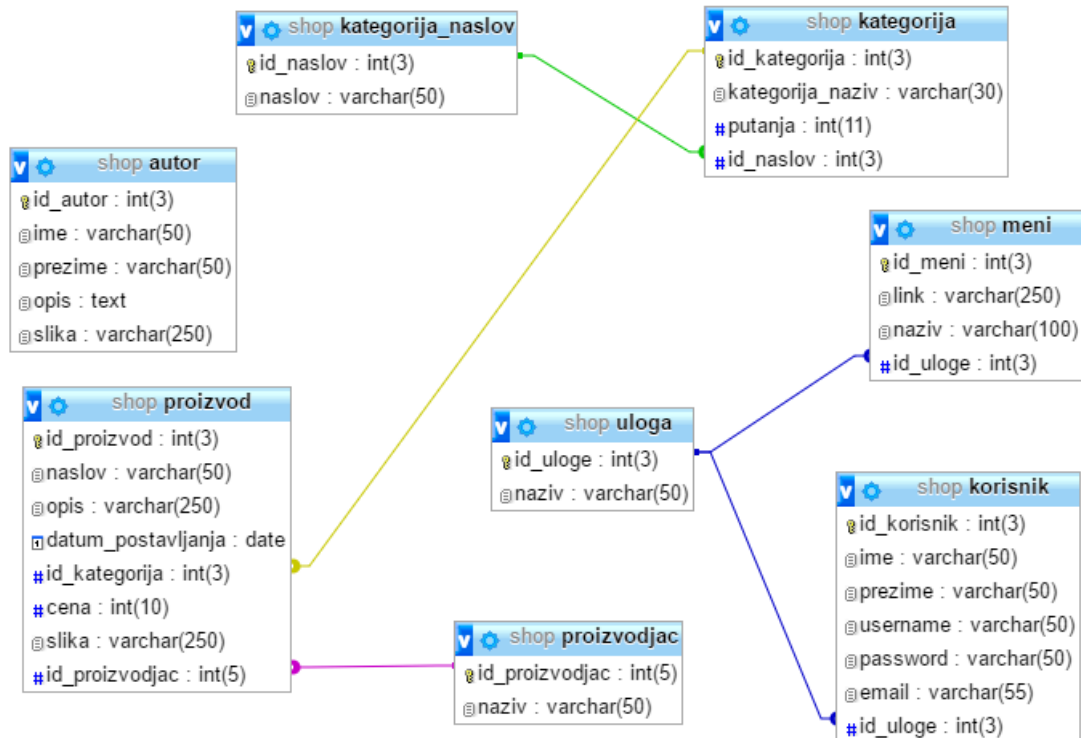 shop kategorija_naslov
id_naslov : int(3)
naslov : varchar(50)
shop kategorija
id_kategorija : int(3)
kategorija_naziv : varchar(30)
putanja : int(11)
id_naslov : int(3)
shop autor
id_autor : int(3)
ime : varchar(50)
prezime : varchar(50)
opis : text
slika : varchar(250)
shop meni
id_meni : int(3)
link : varchar(250)
naziv : varchar(100)
id_uloge : int(3)
shop proizvod
id_proizvod : int(3)
naslov : varchar(50)
opis : varchar(250)
datum_postavljanja : date
id_kategorija : int(3)
cena : int(10)
slika : varchar(250)
id_proizvodjac : int(5)
shop uloga
id_uloge : int(3)
naziv : varchar(50)
shop korisnik
id_korisnik : int(3)
ime : varchar(50)
prezime : varchar(50)
username : varchar(50)
password : varchar(50)
email : varchar(55)
id_uloge : int(3)
shop proizvodjac
id_proizvodjac : int(5)
naziv : varchar(50)